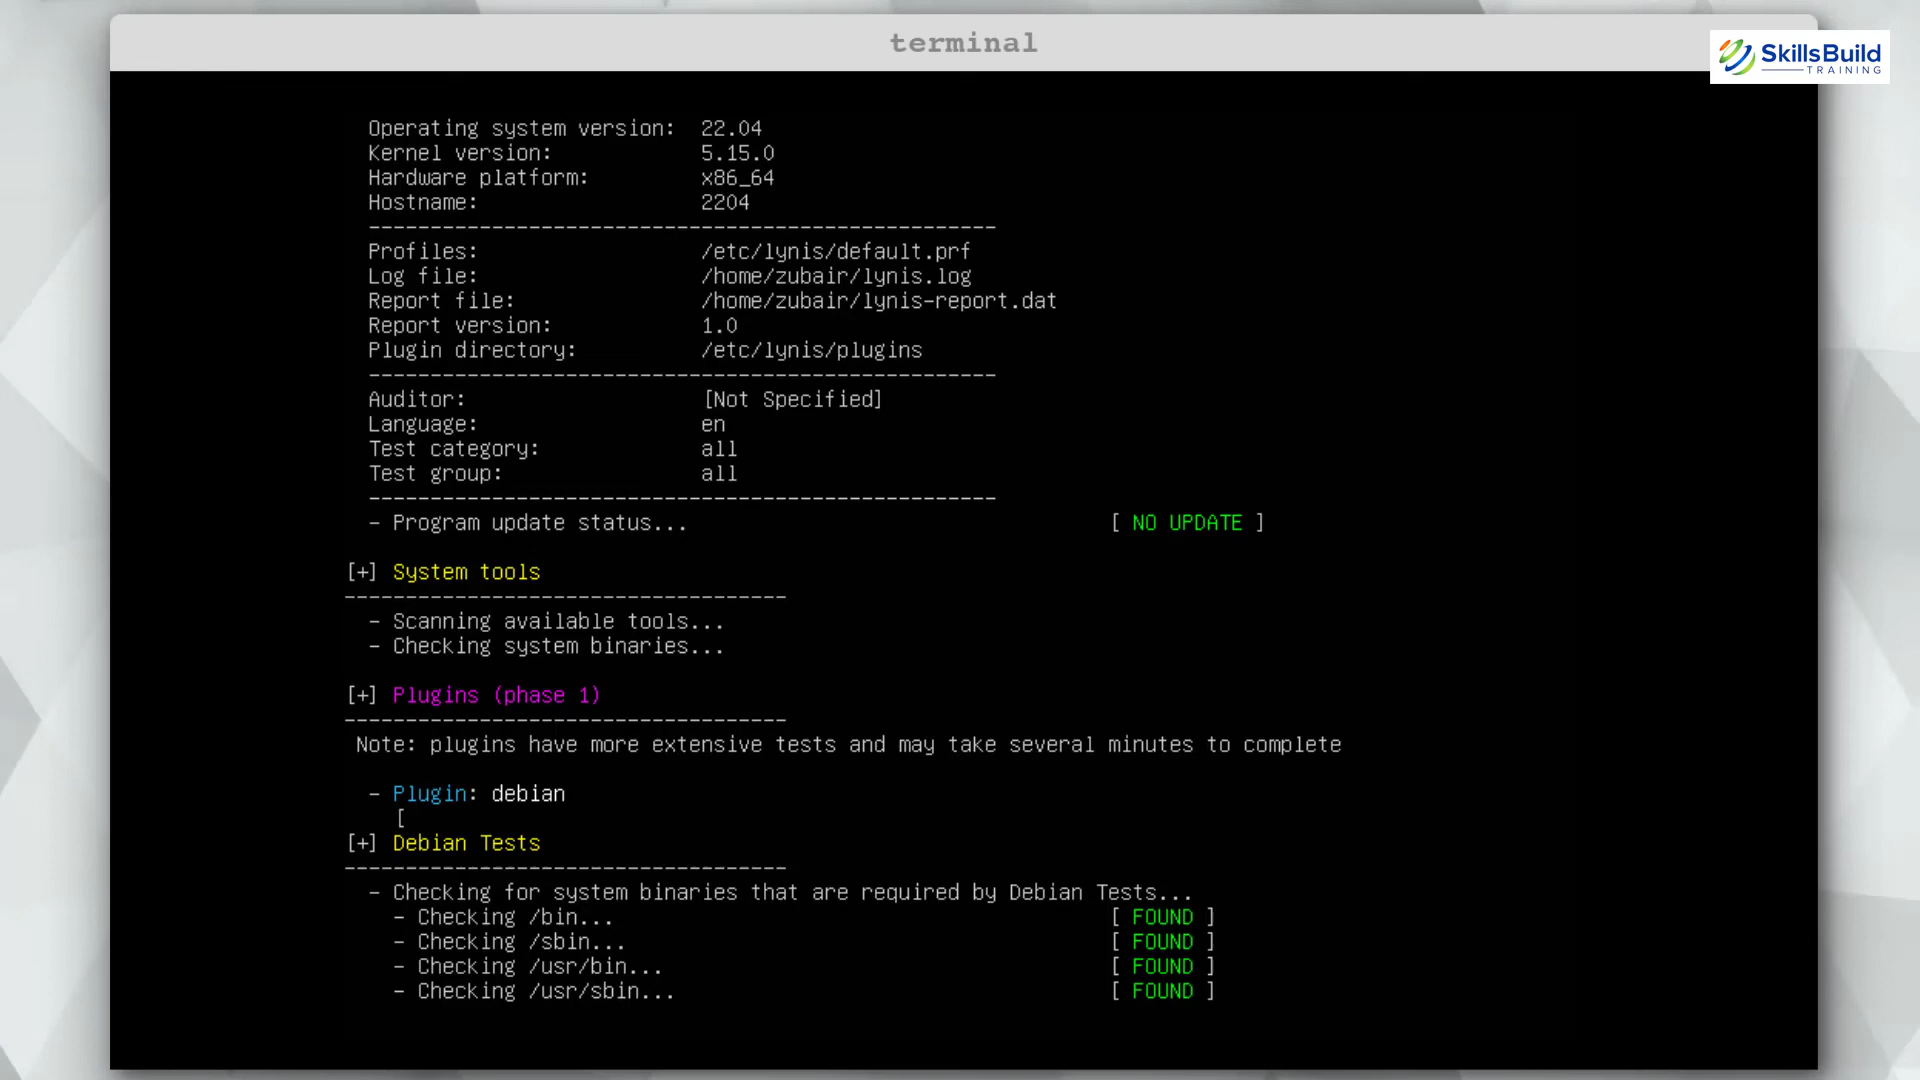 terminal
SkillsBuild
TRAINING
Operating system version: 22.04
Kernel version: 5.15.0
Hardware platform: x86_64
Hostname: 2204
---------------------------------------------------
Profiles: /etc/lynis/default.prf
Log file: /home/zubair/lynis.log
Report file: /home/zubair/lynis-report.dat
Report version: 1.0
Plugin directory: /etc/lynis/plugins
---------------------------------------------------
Auditor: [Not Specified]
Language: en
Test category: all
Test group: all
---------------------------------------------------
- Program update status... [ NO UPDATE ]
[+] System tools
------------------------------------
- Scanning available tools...
- Checking system binaries...
[+] Plugins (phase 1)
------------------------------------
Note: plugins have more extensive tests and may take several minutes to complete
- Plugin: debian
[
[+] Debian Tests
------------------------------------
- Checking for system binaries that are required by Debian Tests...
- Checking /bin... [ FOUND ]
- Checking /sbin... [ FOUND ]
- Checking /usr/bin... [ FOUND ]
- Checking /usr/sbin... [ FOUND ]